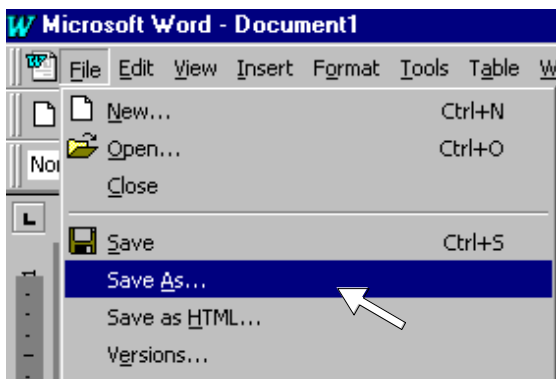 Microsoft Word - Document1
File Edit View Insert Format Tools Table W
New... Ctrl+N
Open... Ctrl+O
Nor
Close
Save Ctrl+S
Save As...
Save as HTML...
Versions...